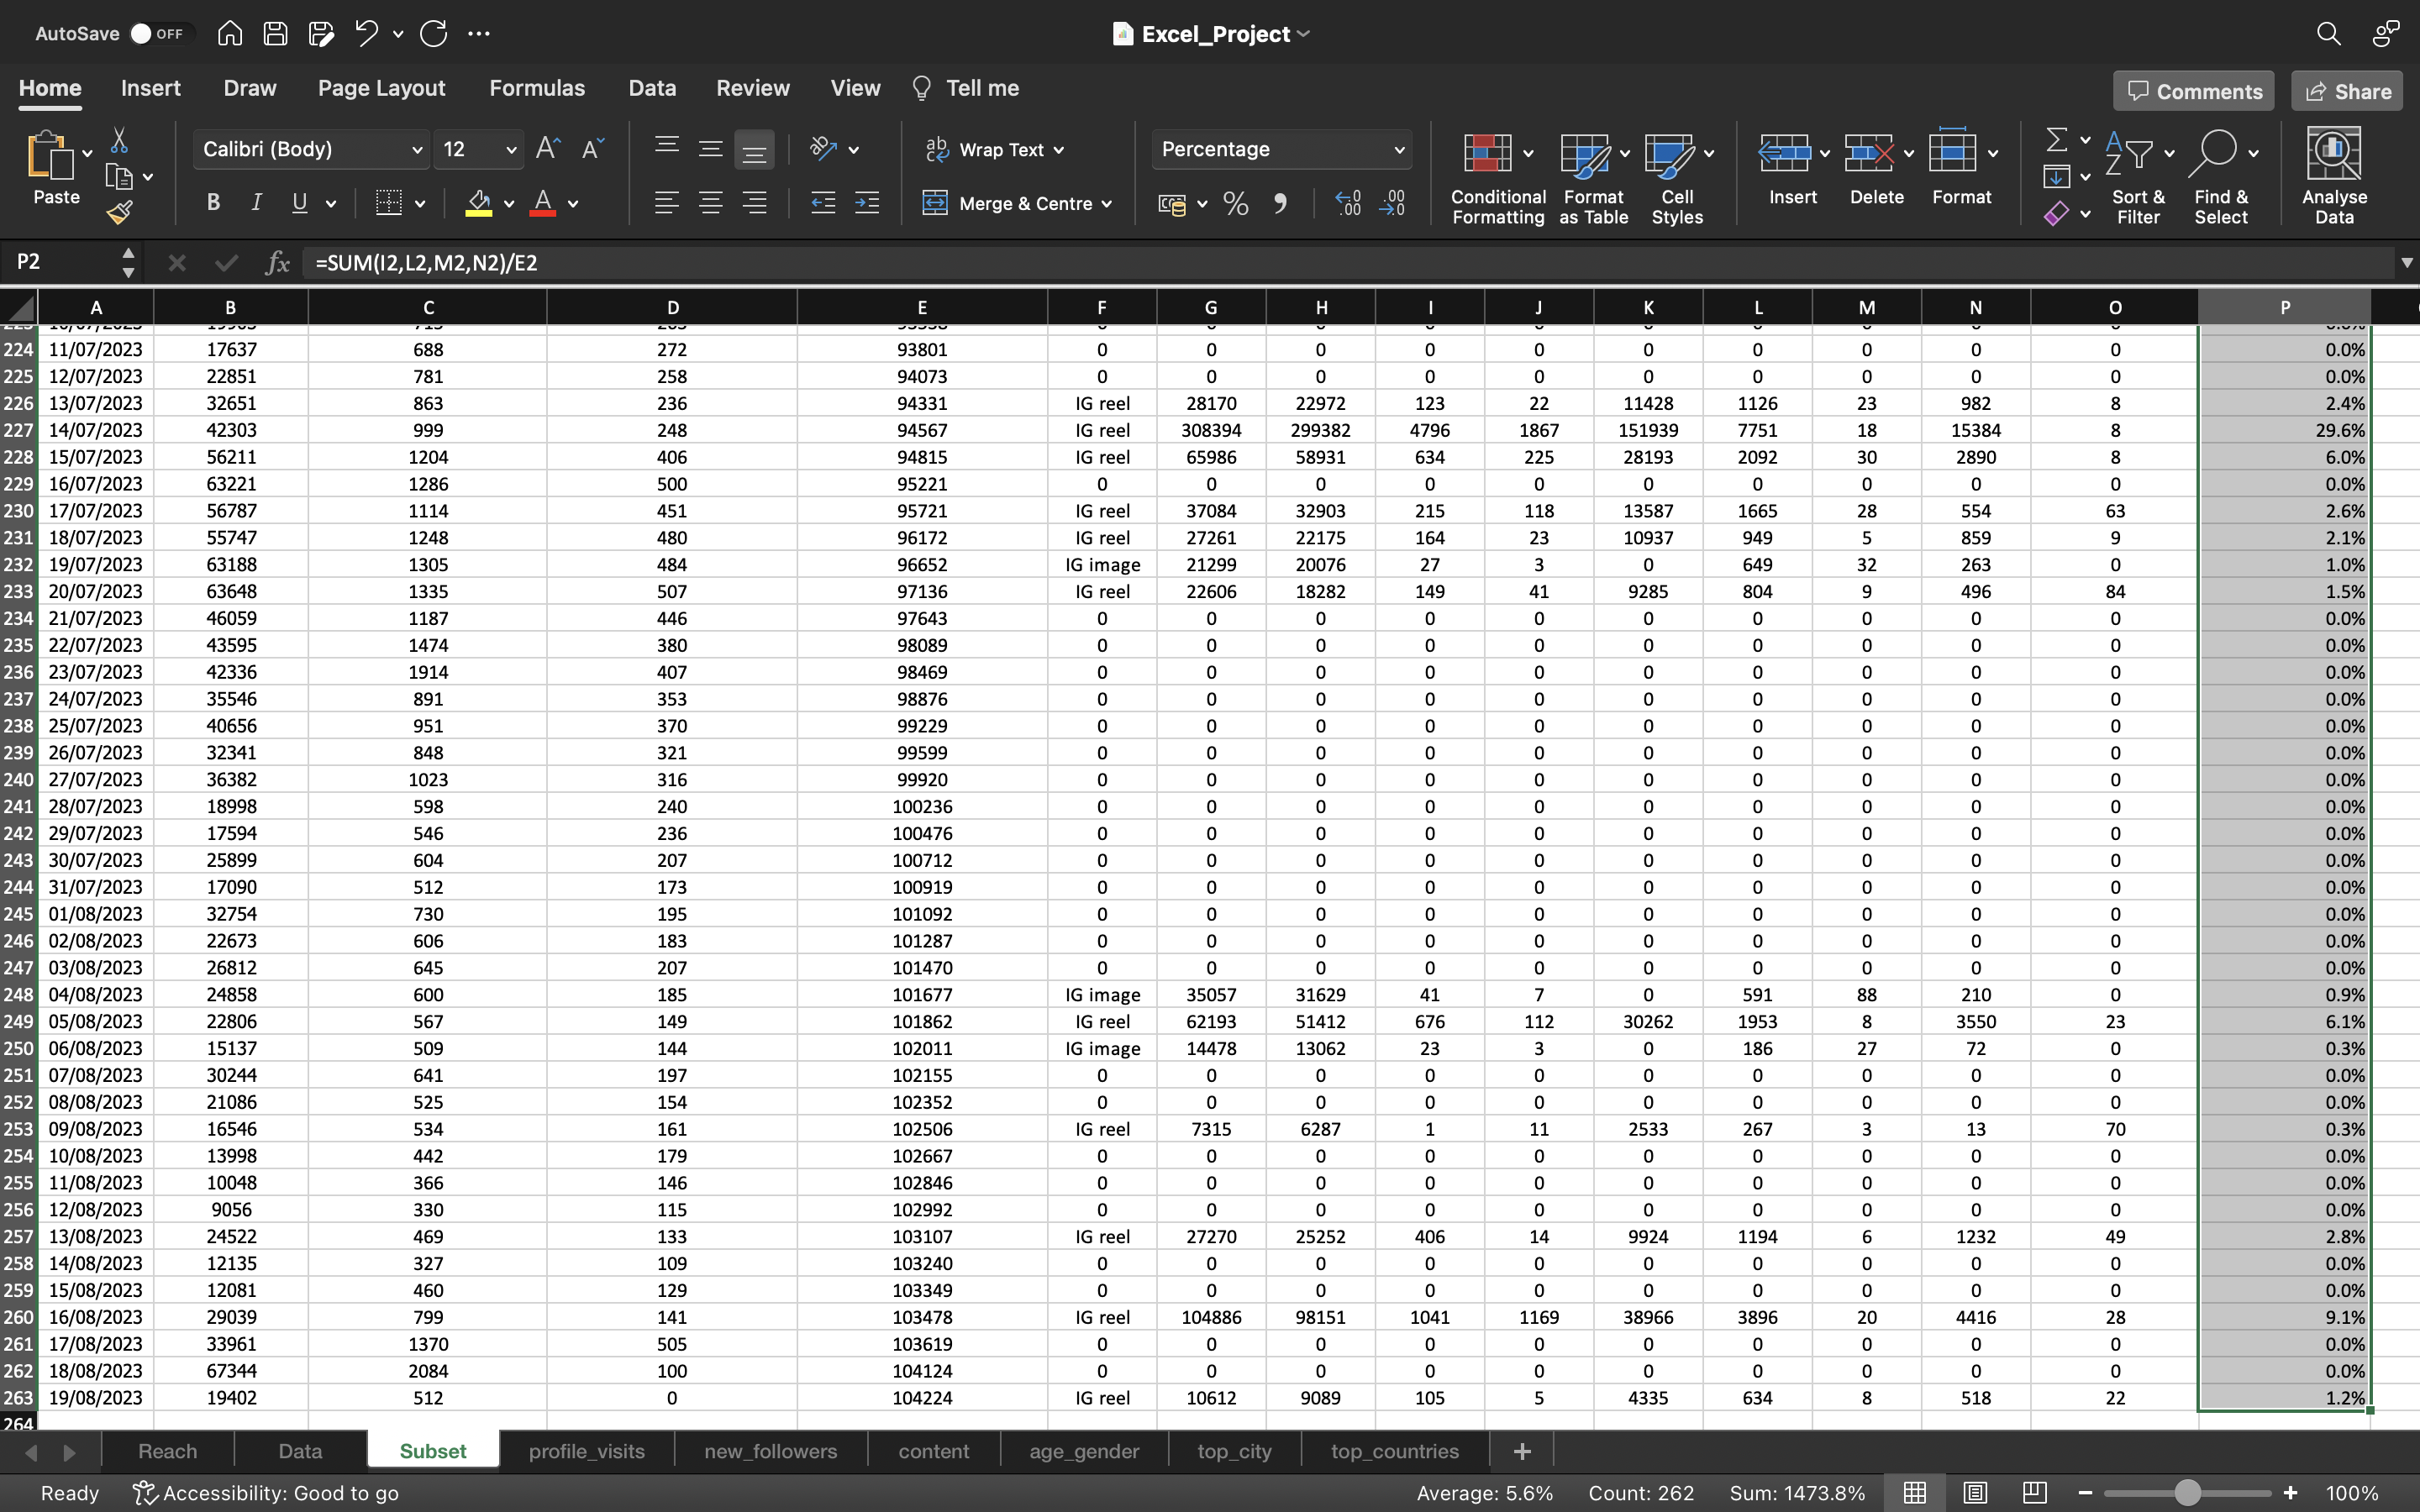 AutoSave OFF Excel_Project
Home Insert Draw Page Layout Formulas Data Review View Tell me Comments Share
Calibri (Body) 12 Wrap Text Percentage
Paste Merge & Centre Conditional Formatting Format as Table Cell Styles Insert Delete Format Sort & Filter Find & Select Analyse Data
P2 fx =SUM(I2,L2,M2,N2)/E2
A B C D E F G H I J K L M N O P
224 11/07/2023 17637 688 272 93801 0 0 0 0 0 0 0 0 0 0 0.0%
225 12/07/2023 22851 781 258 94073 0 0 0 0 0 0 0 0 0 0 0.0%
226 13/07/2023 32651 863 236 94331 IG reel 28170 22972 123 22 11428 1126 23 982 8 2.4%
227 14/07/2023 42303 999 248 94567 IG reel 308394 299382 4796 1867 151939 7751 18 15384 8 29.6%
228 15/07/2023 56211 1204 406 94815 IG reel 65986 58931 634 225 28193 2092 30 2890 8 6.0%
229 16/07/2023 63221 1286 500 95221 0 0 0 0 0 0 0 0 0 0 0.0%
230 17/07/2023 56787 1114 451 95721 IG reel 37084 32903 215 118 13587 1665 28 554 63 2.6%
231 18/07/2023 55747 1248 480 96172 IG reel 27261 22175 164 23 10937 949 5 859 9 2.1%
232 19/07/2023 63188 1305 484 96652 IG image 21299 20076 27 3 0 649 32 263 0 1.0%
233 20/07/2023 63648 1335 507 97136 IG reel 22606 18282 149 41 9285 804 9 496 84 1.5%
234 21/07/2023 46059 1187 446 97643 0 0 0 0 0 0 0 0 0 0 0.0%
235 22/07/2023 43595 1474 380 98089 0 0 0 0 0 0 0 0 0 0 0.0%
236 23/07/2023 42336 1914 407 98469 0 0 0 0 0 0 0 0 0 0 0.0%
237 24/07/2023 35546 891 353 98876 0 0 0 0 0 0 0 0 0 0 0.0%
238 25/07/2023 40656 951 370 99229 0 0 0 0 0 0 0 0 0 0 0.0%
239 26/07/2023 32341 848 321 99599 0 0 0 0 0 0 0 0 0 0 0.0%
240 27/07/2023 36382 1023 316 99920 0 0 0 0 0 0 0 0 0 0 0.0%
241 28/07/2023 18998 598 240 100236 0 0 0 0 0 0 0 0 0 0 0.0%
242 29/07/2023 17594 546 236 100476 0 0 0 0 0 0 0 0 0 0 0.0%
243 30/07/2023 25899 604 207 100712 0 0 0 0 0 0 0 0 0 0 0.0%
244 31/07/2023 17090 512 173 100919 0 0 0 0 0 0 0 0 0 0 0.0%
245 01/08/2023 32754 730 195 101092 0 0 0 0 0 0 0 0 0 0 0.0%
246 02/08/2023 22673 606 183 101287 0 0 0 0 0 0 0 0 0 0 0.0%
247 03/08/2023 26812 645 207 101470 0 0 0 0 0 0 0 0 0 0 0.0%
248 04/08/2023 24858 600 185 101677 IG image 35057 31629 41 7 0 591 88 210 0 0.9%
249 05/08/2023 22806 567 149 101862 IG reel 62193 51412 676 112 30262 1953 8 3550 23 6.1%
250 06/08/2023 15137 509 144 102011 IG image 14478 13062 23 3 0 186 27 72 0 0.3%
251 07/08/2023 30244 641 197 102155 0 0 0 0 0 0 0 0 0 0 0.0%
252 08/08/2023 21086 525 154 102352 0 0 0 0 0 0 0 0 0 0 0.0%
253 09/08/2023 16546 534 161 102506 IG reel 7315 6287 1 11 2533 267 3 13 70 0.3%
254 10/08/2023 13998 442 179 102667 0 0 0 0 0 0 0 0 0 0 0.0%
255 11/08/2023 10048 366 146 102846 0 0 0 0 0 0 0 0 0 0 0.0%
256 12/08/2023 9056 330 115 102992 0 0 0 0 0 0 0 0 0 0 0.0%
257 13/08/2023 24522 469 133 103107 IG reel 27270 25252 406 14 9924 1194 6 1232 49 2.8%
258 14/08/2023 12135 327 109 103240 0 0 0 0 0 0 0 0 0 0 0.0%
259 15/08/2023 12081 460 129 103349 0 0 0 0 0 0 0 0 0 0 0.0%
260 16/08/2023 29039 799 141 103478 IG reel 104886 98151 1041 1169 38966 3896 20 4416 28 9.1%
261 17/08/2023 33961 1370 505 103619 0 0 0 0 0 0 0 0 0 0 0.0%
262 18/08/2023 67344 2084 100 104124 0 0 0 0 0 0 0 0 0 0 0.0%
263 19/08/2023 19402 512 0 104224 IG reel 10612 9089 105 5 4335 634 8 518 22 1.2%
264
Reach Data Subset profile_visits new_followers content age_gender top_city top_countries +
Ready Accessibility: Good to go Average: 5.6% Count: 262 Sum: 1473.8% 100%